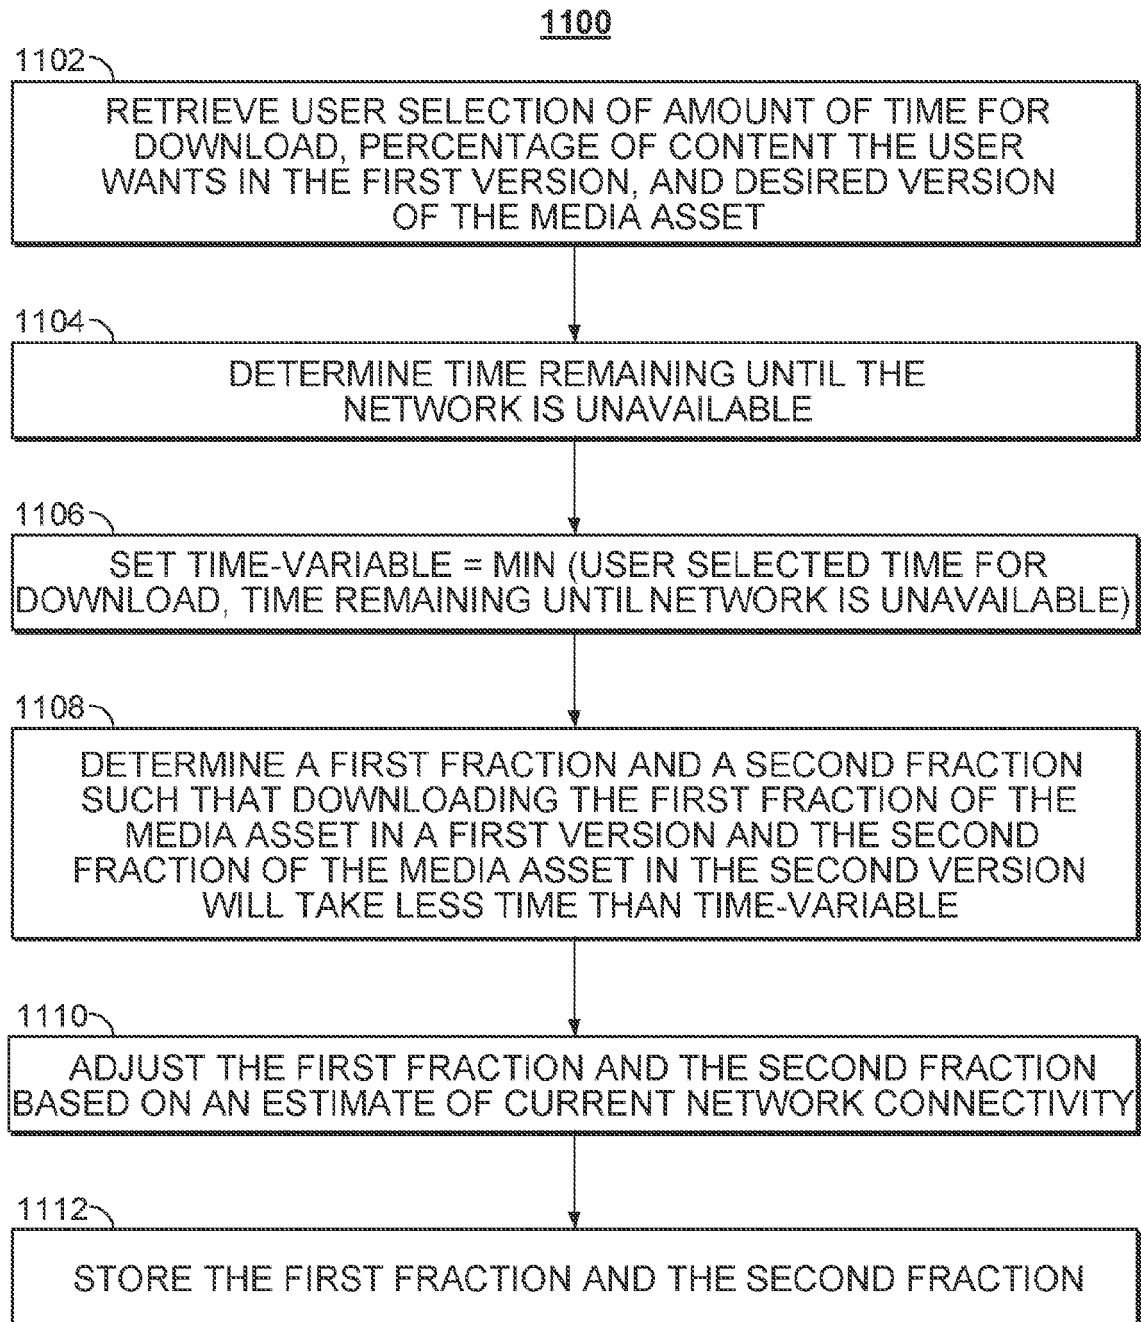 1100
1102
RETRIEVE USER SELECTION OF AMOUNT OF TIME FOR
DOWNLOAD, PERCENTAGE OF CONTENT THE USER
WANTS IN THE FIRST VERSION, AND DESIRED VERSION
OF THE MEDIA ASSET
1104
DETERMINE TIME REMAINING UNTIL THE
NETWORK IS UNAVAILABLE
1106
SET TIME-VARIABLE = MIN (USER SELECTED TIME FOR
DOWNLOAD, TIME REMAINING UNTIL NETWORK IS UNAVAILABLE)
1108
DETERMINE A FIRST FRACTION AND A SECOND FRACTION
SUCH THAT DOWNLOADING THE FIRST FRACTION OF THE
MEDIA ASSET IN A FIRST VERSION AND THE SECOND
FRACTION OF THE MEDIA ASSET IN THE SECOND VERSION
WILL TAKE LESS TIME THAN TIME-VARIABLE
1110
ADJUST THE FIRST FRACTION AND THE SECOND FRACTION
BASED ON AN ESTIMATE OF CURRENT NETWORK CONNECTIVITY
1112
STORE THE FIRST FRACTION AND THE SECOND FRACTION